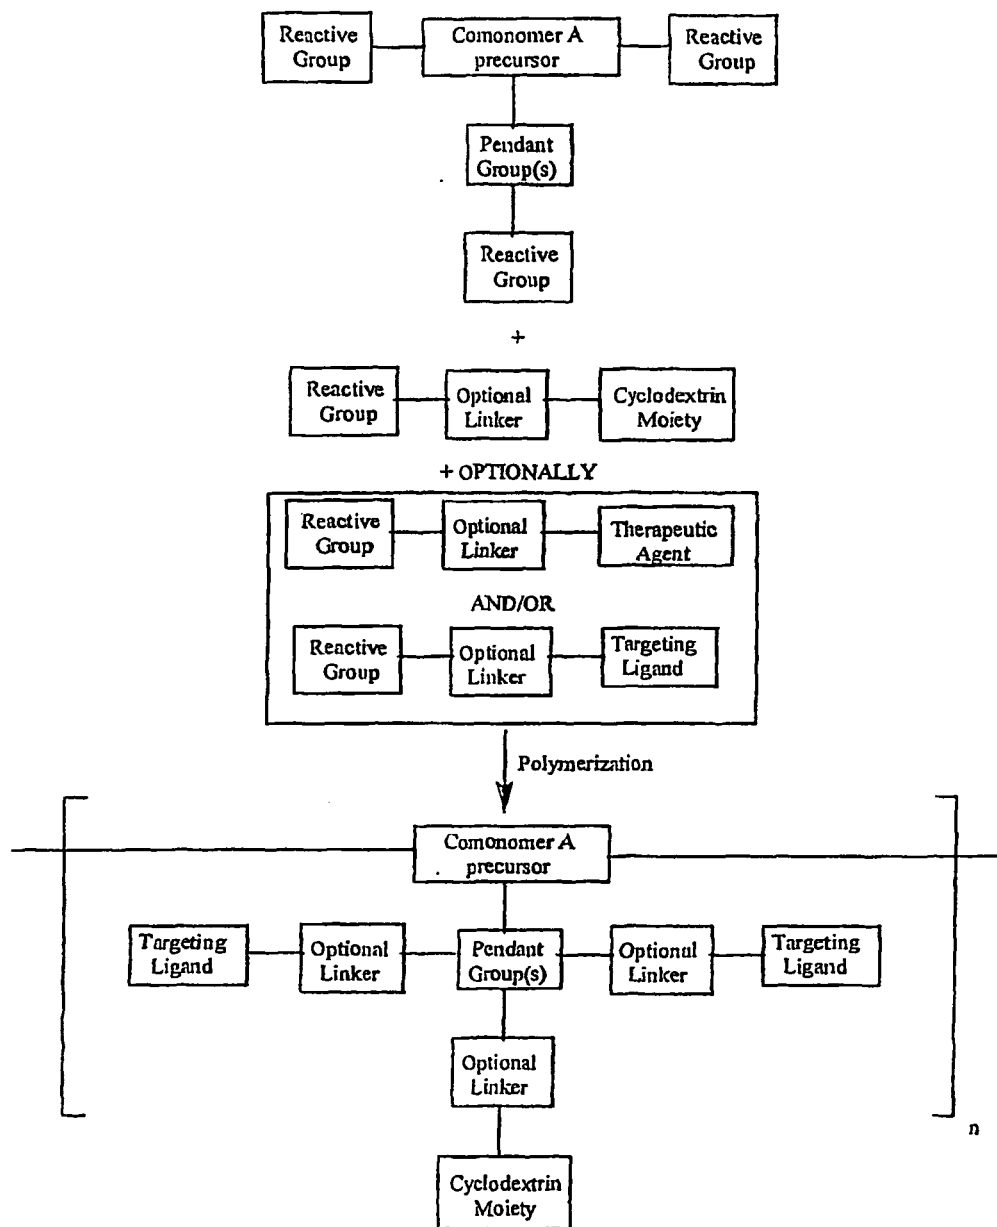 Reactive Group
Comonomer A precursor
Reactive Group
Pendant Group(s)
Reactive Group
+
Reactive Group
Optional Linker
Cyclodextrin Moiety
+ OPTIONALLY
Reactive Group
Optional Linker
Therapeutic Agent
AND/OR
Reactive Group
Optional Linker
Targeting Ligand
Polymerization
Comonomer A precursor
Targeting Ligand
Optional Linker
Pendant Group(s)
Optional Linker
Targeting Ligand
Optional Linker
n
Cyclodextrin Moiety